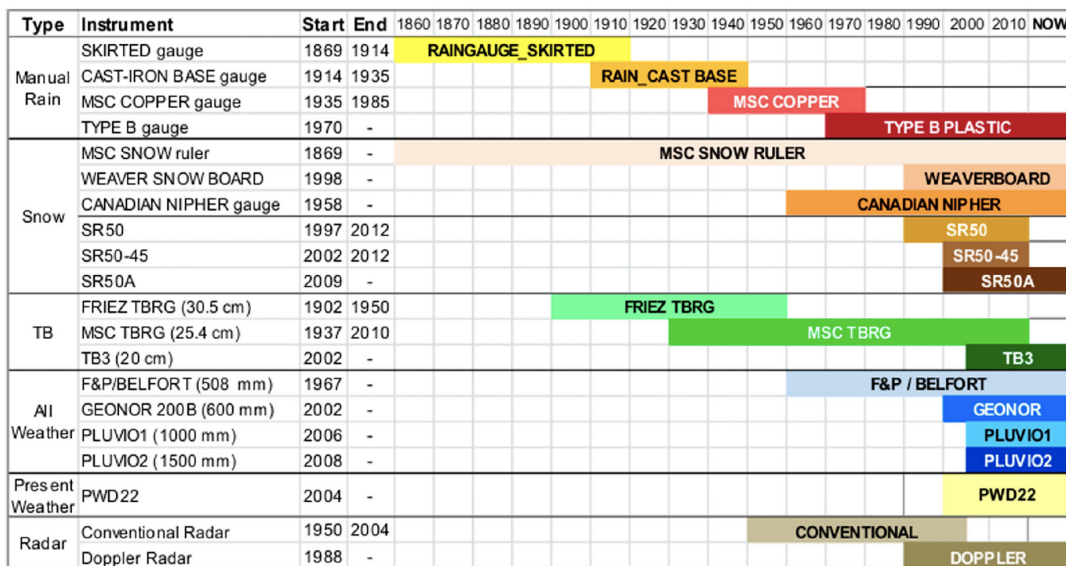 Type Instrument Start End 1860 1870 1880 1890 1900 1910 1920 1930 1940 1950 1960 1970 1980 1990 2000 2010 NOW
Manual Rain
SKIRTED gauge 1869 1914 RAINGAUGE_SKIRTED
CAST-IRON BASE gauge 1914 1935 RAIN_CAST BASE
MSC COPPER gauge 1935 1985 MSC COPPER
TYPE B gauge 1970 - TYPE B PLASTIC
Snow
MSC SNOW ruler 1869 - MSC SNOW RULER
WEAVER SNOW BOARD 1998 - WEAVERBOARD
CANADIAN NIPHER gauge 1958 - CANADIAN NIPHER
SR50 1997 2012 SR50
SR50-45 2002 2012 SR50-45
SR50A 2009 - SR50A
TB
FRIEZ TBRG (30.5 cm) 1902 1950 FRIEZ TBRG
MSC TBRG (25.4 cm) 1937 2010 MSC TBRG
TB3 (20 cm) 2002 - TB3
All Weather
F&P/BELFORT (508 mm) 1967 - F&P / BELFORT
GEONOR 200B (600 mm) 2002 - GEONOR
PLUVIO1 (1000 mm) 2006 - PLUVIO1
PLUVIO2 (1500 mm) 2008 - PLUVIO2
Present Weather
PWD22 2004 - PWD22
Radar
Conventional Radar 1950 2004 CONVENTIONAL
Doppler Radar 1988 - DOPPLER